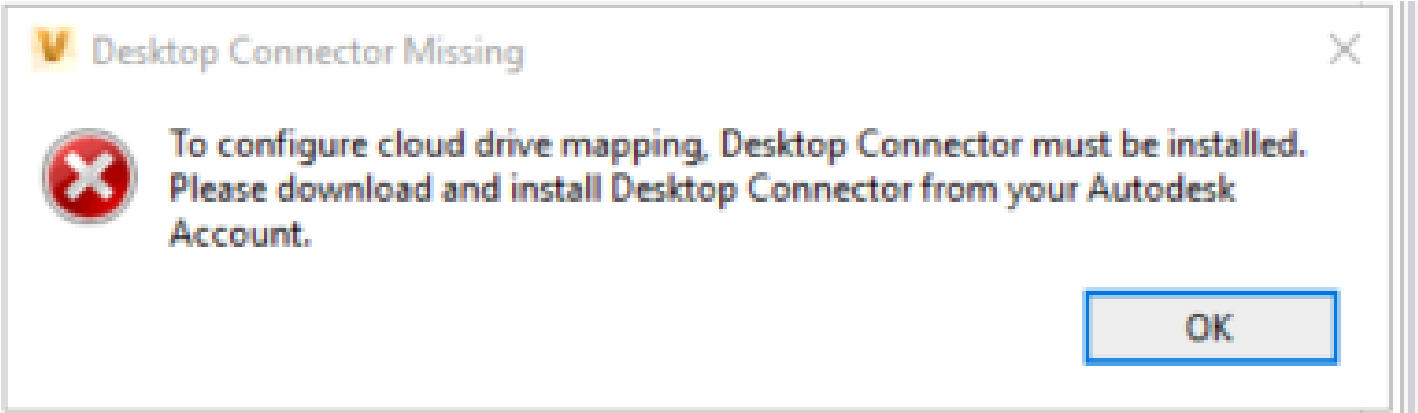 V Desktop Connector Missing
To configure cloud drive mapping, Desktop Connector must be installed.
Please download and install Desktop Connector from your Autodesk
Account.
OK